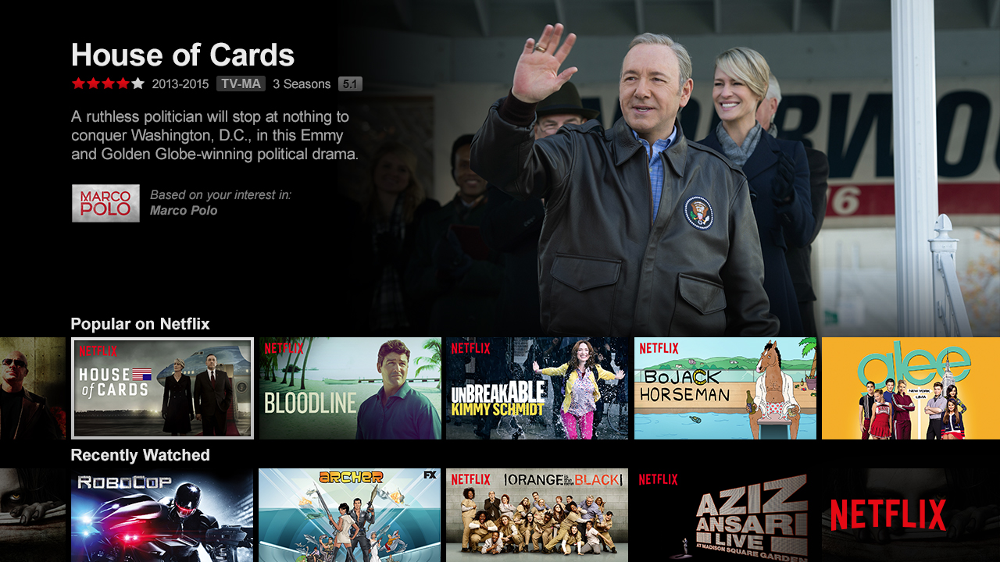 House of Cards
2013-2015 TV-MA 3 Seasons 5.1
A ruthless politician will stop at nothing to
conquer Washington, D.C., in this Emmy
and Golden Globe-winning political drama.
MARCO
POLO
Based on your interest in:
Marco Polo
RWO
16
Popular on Netflix
NETFLIX
HOUSE
of CARDS
NETFLIX
BLOODLINE
NETFLIX
UNBREAKABLE
KIMMY SCHMIDT
NETFLIX
BOJACK
HORSEMAN
glee
NEW YORK
LIMA
Recently Watched
ROBOCOP
ARCHER
FX
NETFLIX
ORANGE IS THE NEW BLACK
NETFLIX
AZIZ
ANSARI
LIVE
AT MADISON SQUARE GARDEN
NETFLIX